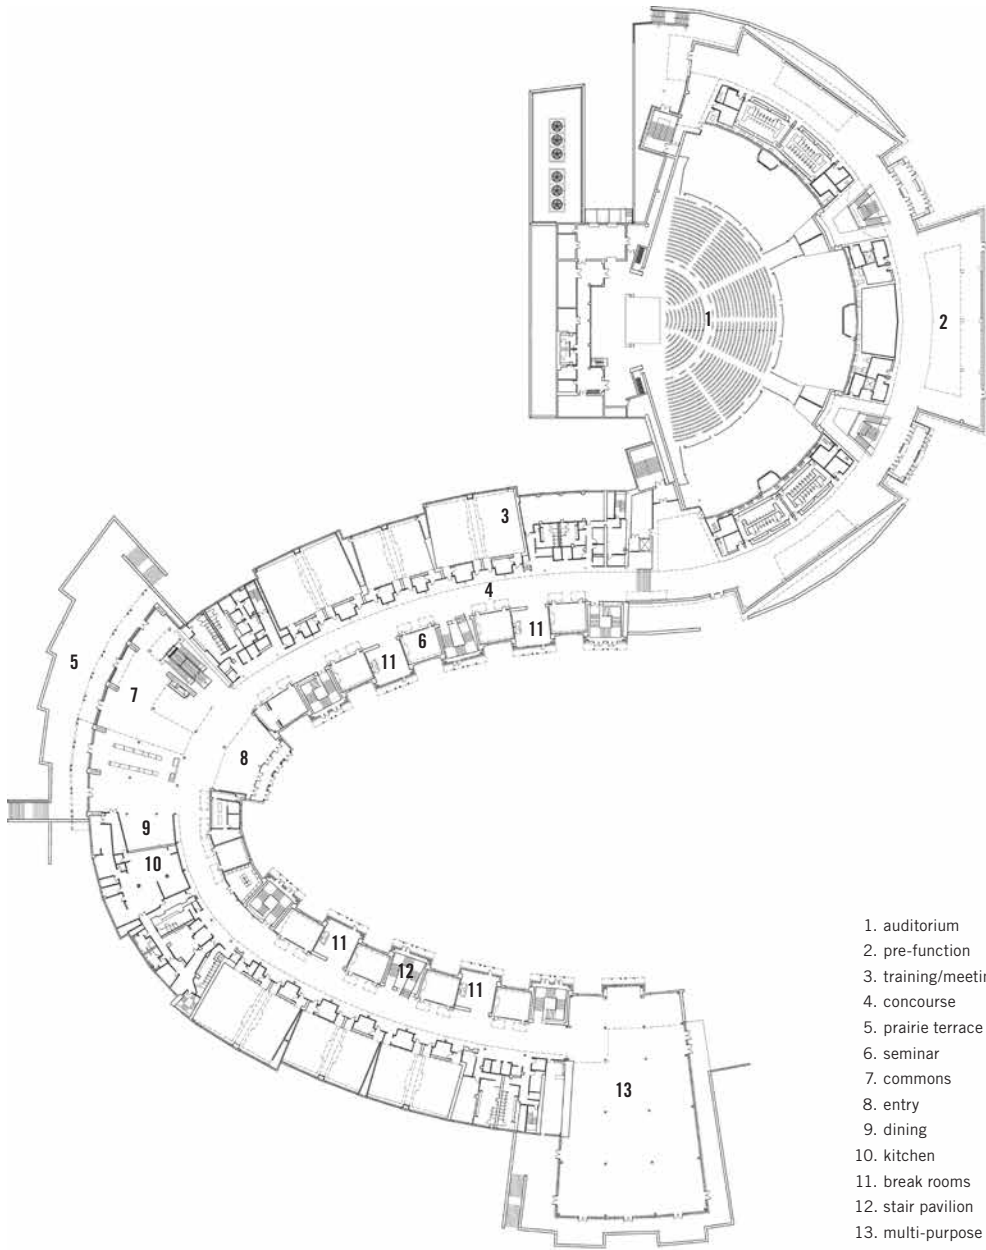 1
2
3
4
11
6
11
5
7
8
9
10
11
12
11
13
1. auditorium
2. pre-function
3. training/meetin
4. concourse
5. prairie terrace
6. seminar
7. commons
8. entry
9. dining
10. kitchen
11. break rooms
12. stair pavilion
13. multi-purpose